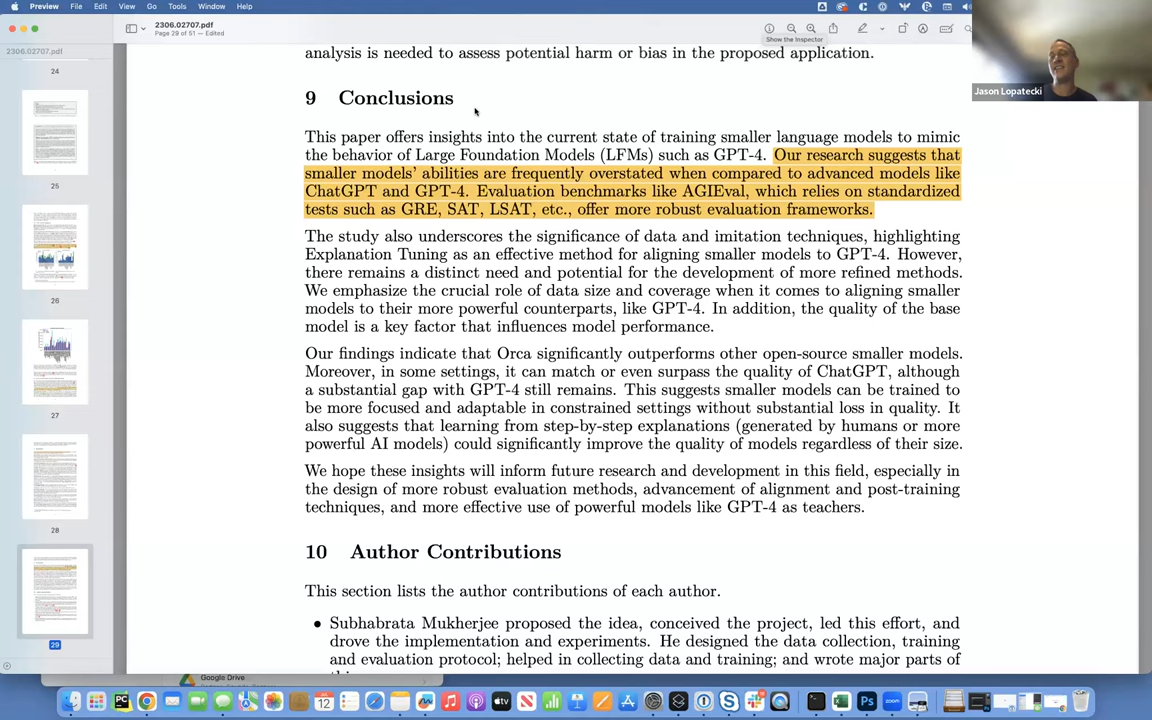 Preview File Edit View Go Tools Window Help
2306.02707.pdf
Page 29 of 51 — Edited
Show the Inspector
2306.02707.pdf
24
25
26
27
28
29
Jason Lopatecki
analysis is needed to assess potential harm or bias in the proposed application.
9 Conclusions
This paper offers insights into the current state of training smaller language models to mimic
the behavior of Large Foundation Models (LFMs) such as GPT-4. Our research suggests that
smaller models' abilities are frequently overstated when compared to advanced models like
ChatGPT and GPT-4. Evaluation benchmarks like AGIEval, which relies on standardized
tests such as GRE, SAT, LSAT, etc., offer more robust evaluation frameworks.
The study also underscores the significance of data and imitation techniques, highlighting
Explanation Tuning as an effective method for aligning smaller models to GPT-4. However,
there remains a distinct need and potential for the development of more refined methods.
We emphasize the crucial role of data size and coverage when it comes to aligning smaller
models to their more powerful counterparts, like GPT-4. In addition, the quality of the base
model is a key factor that influences model performance.
Our findings indicate that Orca significantly outperforms other open-source smaller models.
Moreover, in some settings, it can match or even surpass the quality of ChatGPT, although
a substantial gap with GPT-4 still remains. This suggests smaller models can be trained to
be more focused and adaptable in constrained settings without substantial loss in quality. It
also suggests that learning from step-by-step explanations (generated by humans or more
powerful AI models) could significantly improve the quality of models regardless of their size.
We hope these insights will inform future research and development in this field, especially in
the design of more robust evaluation methods, advancement of alignment and post-training
techniques, and more effective use of powerful models like GPT-4 as teachers.
10 Author Contributions
This section lists the author contributions of each author.
• Subhabrata Mukherjee proposed the idea, conceived the project, led this effort, and
drove the implementation and experiments. He designed the data collection, training
and evaluation protocol; helped in collecting data and training; and wrote major parts of
Google Drive
12
tv
zoom